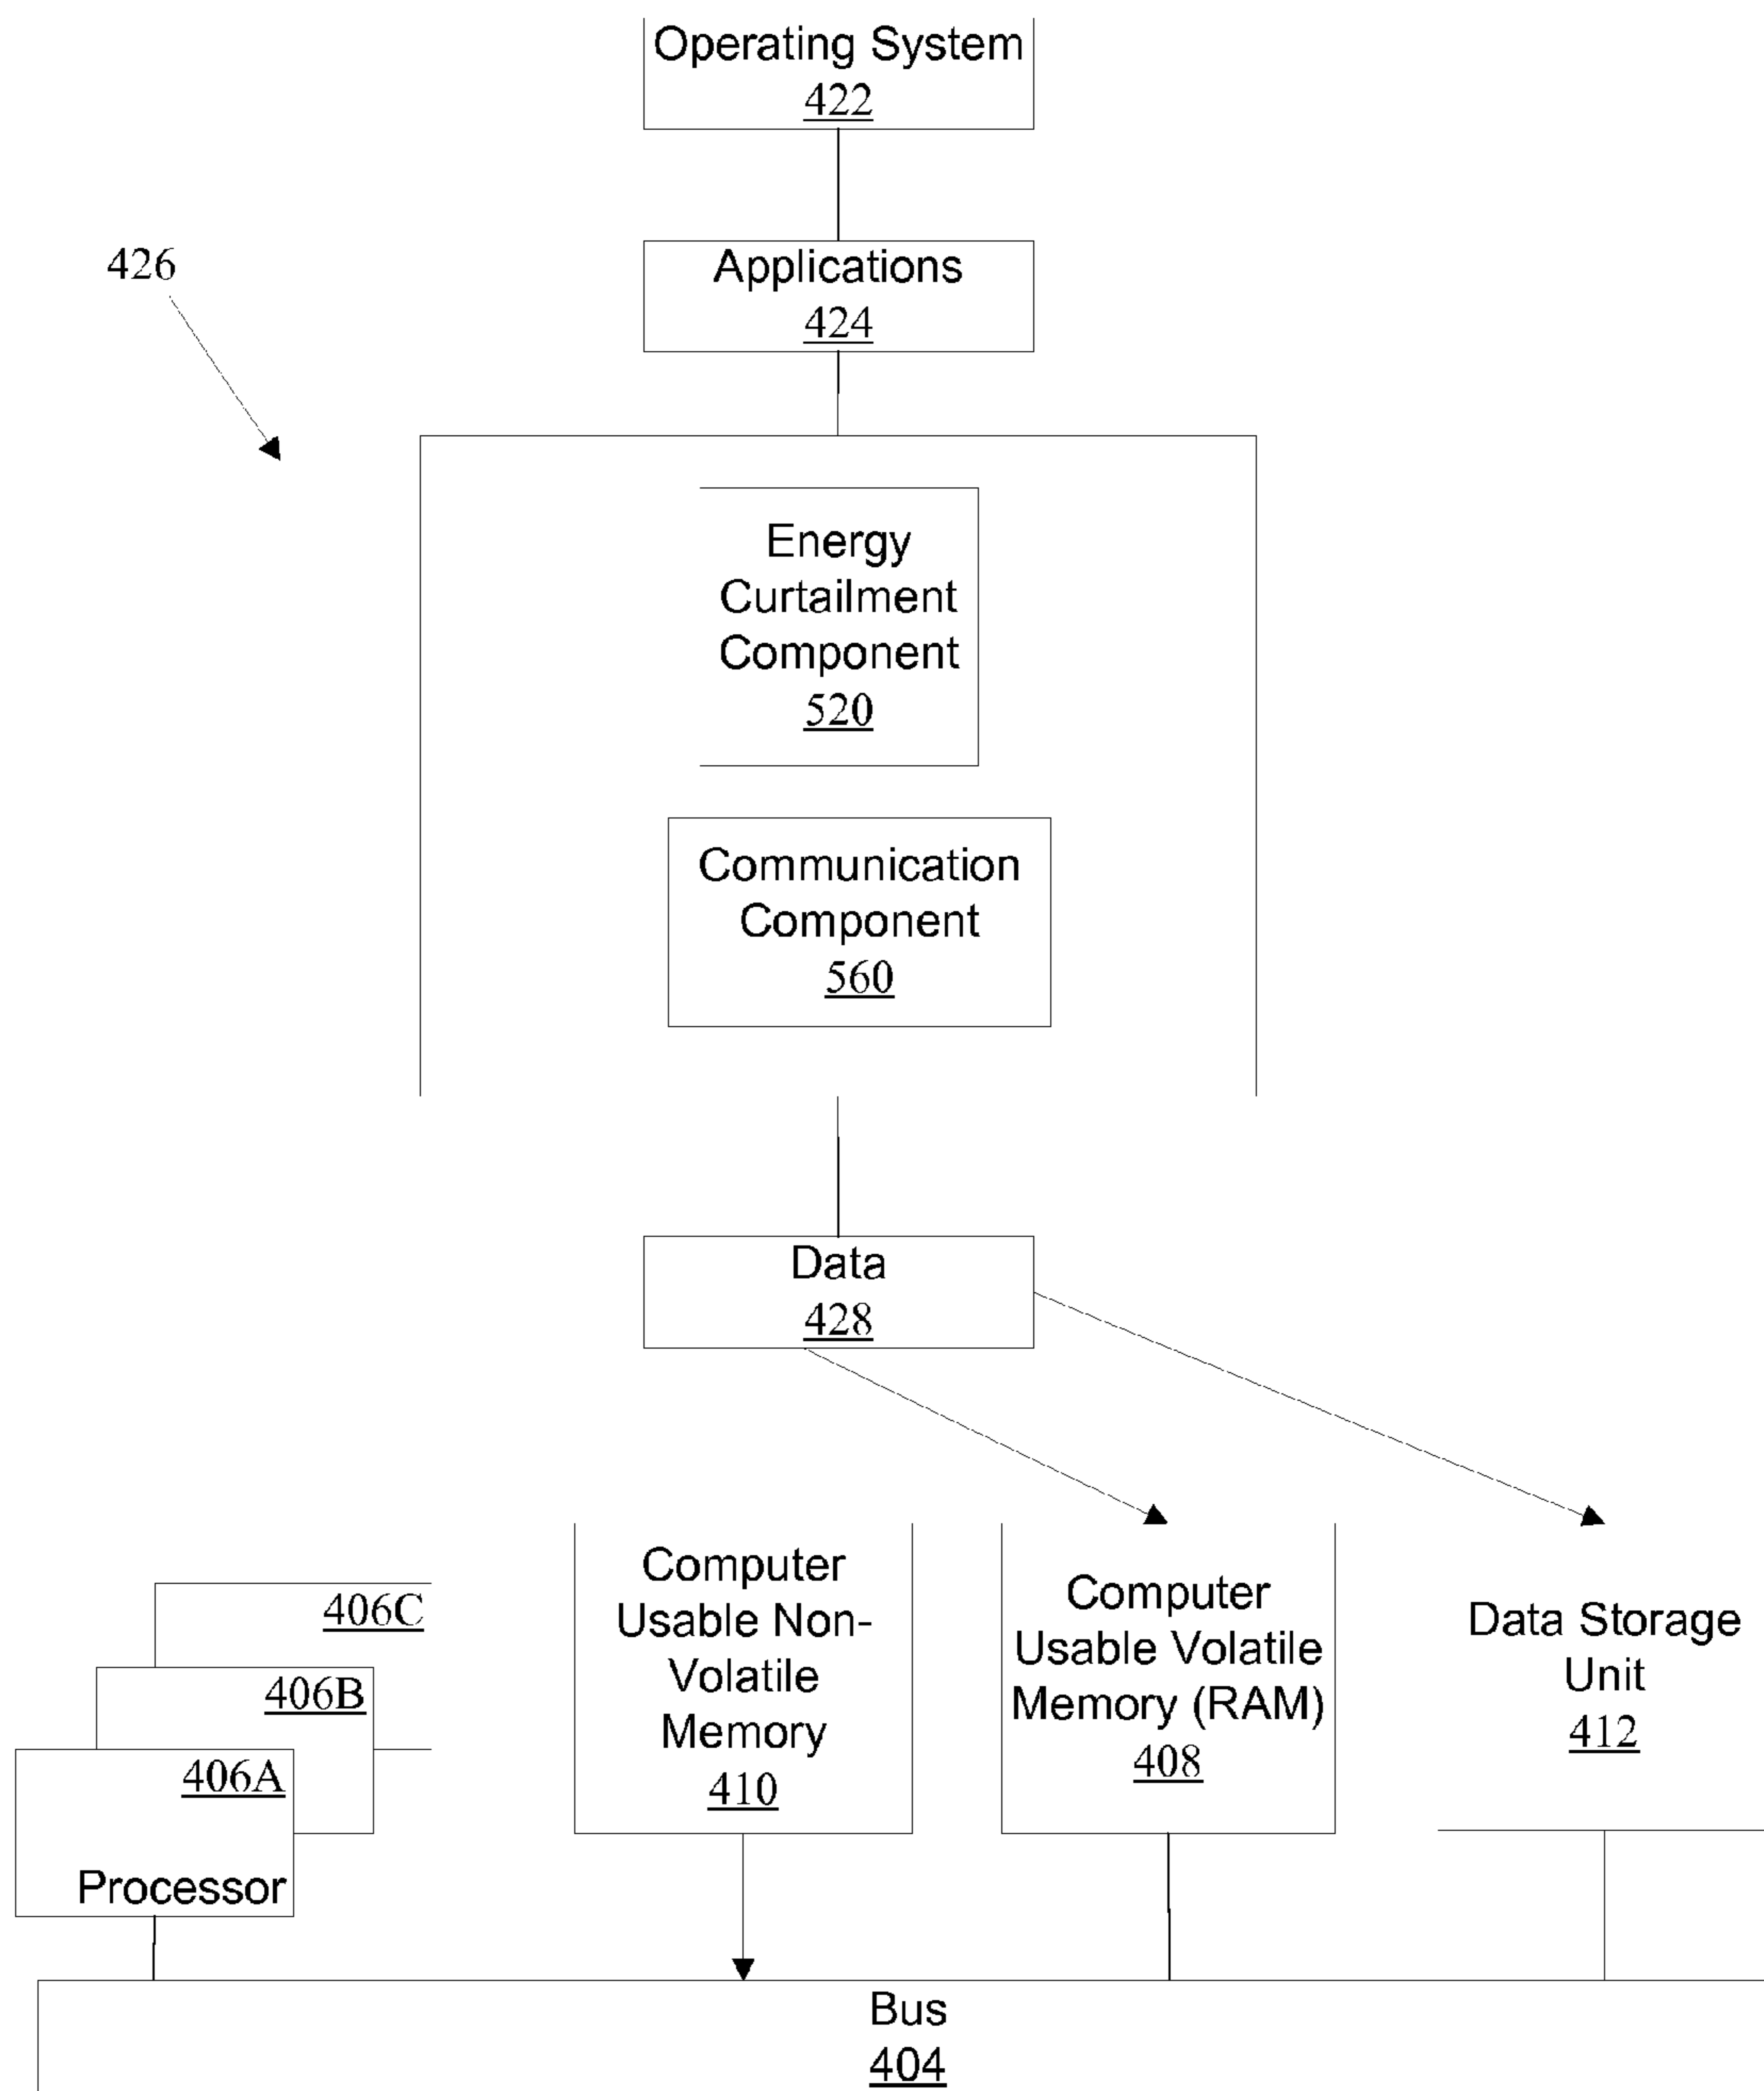 Operating System
422
426
Applications
424
Energy
Curtailment
Component
520
Communication
Component
560
Data
428
406C
406B
406A
Processor
Computer
Usable Non-
Volatile
Memory
410
Computer
Usable Volatile
Memory (RAM)
408
Data Storage
Unit
412
Bus
404